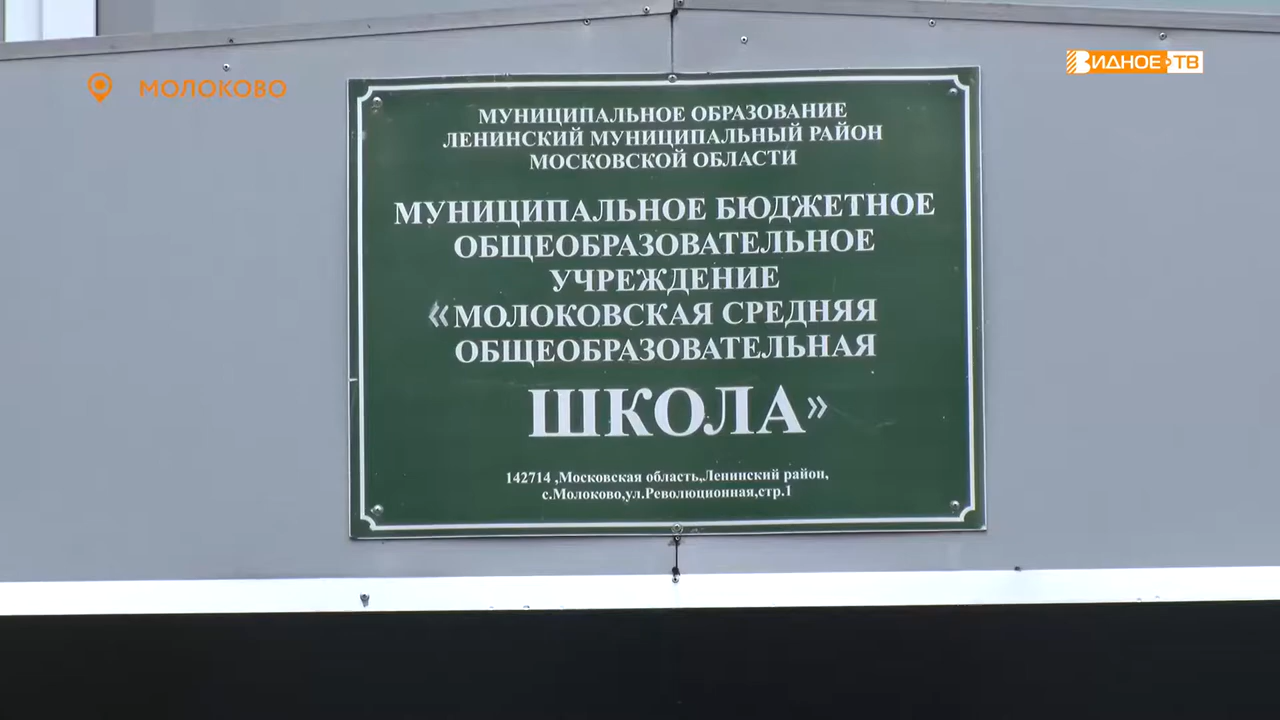 МОЛОКОВО
ВИДНОЕ-ТВ
МУНИЦИПАЛЬНОЕ ОБРАЗОВАНИЕ
ЛЕНИНСКИЙ МУНИЦИПАЛЬНЫЙ РАЙОН
МОСКОВСКОЙ ОБЛАСТИ
МУНИЦИПАЛЬНОЕ БЮДЖЕТНОЕ
ОБЩЕОБРАЗОВАТЕЛЬНОЕ
УЧРЕЖДЕНИЕ
«МОЛОКОВСКАЯ СРЕДНЯЯ
ОБЩЕОБРАЗОВАТЕЛЬНАЯ
ШКОЛА»
142714 ,Московская область,Ленинский район,
с.Молоково,ул.Революционная,стр.1